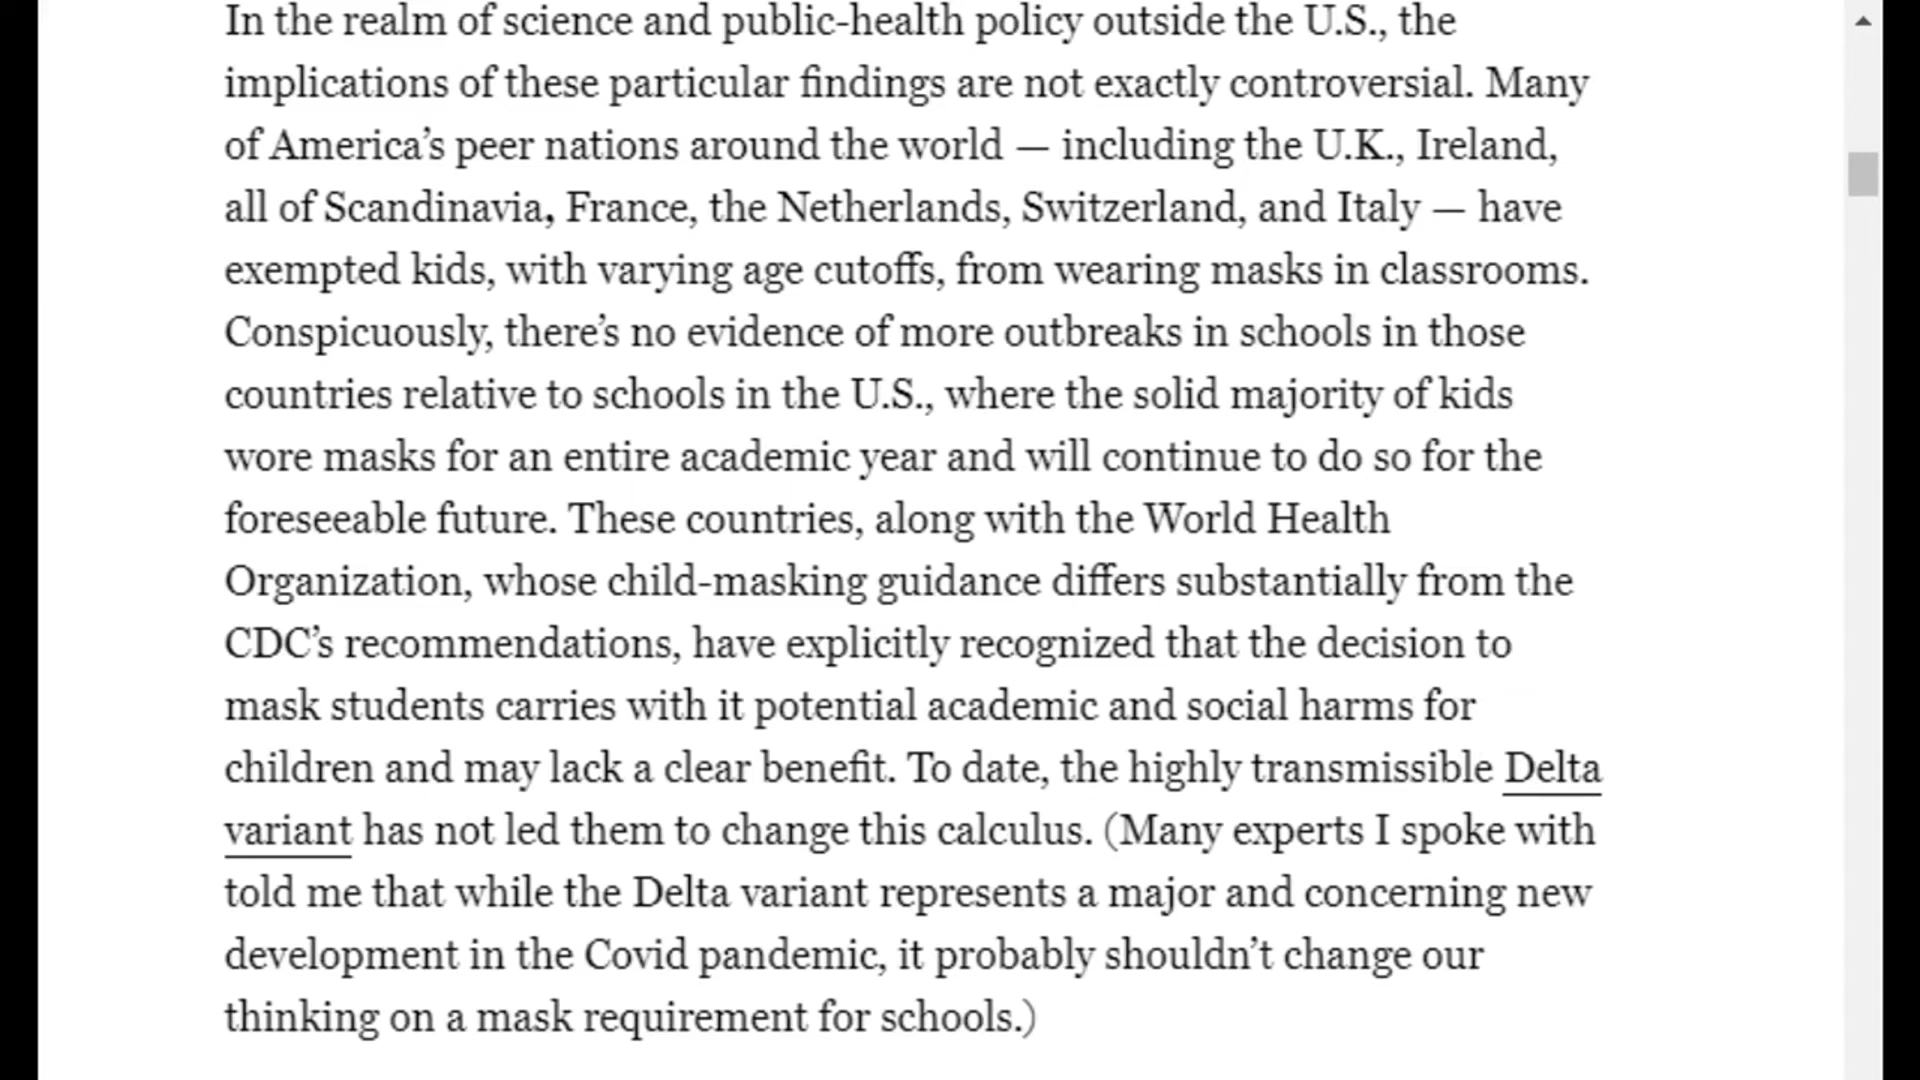 In the realm of science and public-health policy outside the U.S., the
implications of these particular findings are not exactly controversial. Many
of America’s peer nations around the world — including the U.K., Ireland,
all of Scandinavia, France, the Netherlands, Switzerland, and Italy — have
exempted kids, with varying age cutoffs, from wearing masks in classrooms.
Conspicuously, there’s no evidence of more outbreaks in schools in those
countries relative to schools in the U.S., where the solid majority of kids
wore masks for an entire academic year and will continue to do so for the
foreseeable future. These countries, along with the World Health
Organization, whose child-masking guidance differs substantially from the
CDC’s recommendations, have explicitly recognized that the decision to
mask students carries with it potential academic and social harms for
children and may lack a clear benefit. To date, the highly transmissible Delta
variant has not led them to change this calculus. (Many experts I spoke with
told me that while the Delta variant represents a major and concerning new
development in the Covid pandemic, it probably shouldn’t change our
thinking on a mask requirement for schools.)